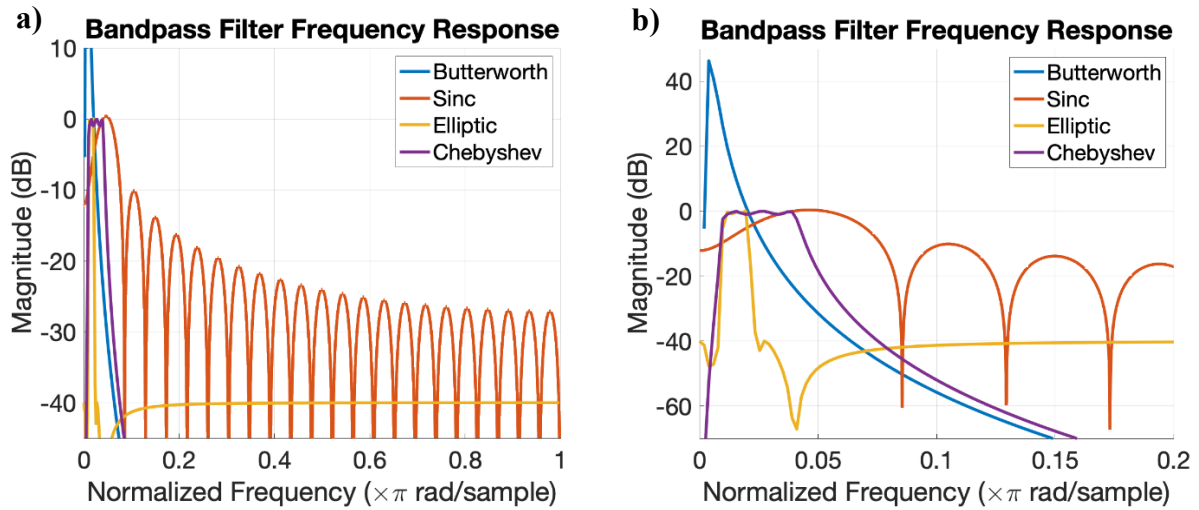 a)
Bandpass Filter Frequency Response
Butterworth
Sinc
Elliptic
Chebyshev
Magnitude (dB)
10
0
-10
-20
-30
-40
0 0.2 0.4 0.6 0.8 1
Normalized Frequency (×π rad/sample)
b)
Bandpass Filter Frequency Response
Butterworth
Sinc
Elliptic
Chebyshev
Magnitude (dB)
40
20
0
-20
-40
-60
0 0.05 0.1 0.15 0.2
Normalized Frequency (×π rad/sample)